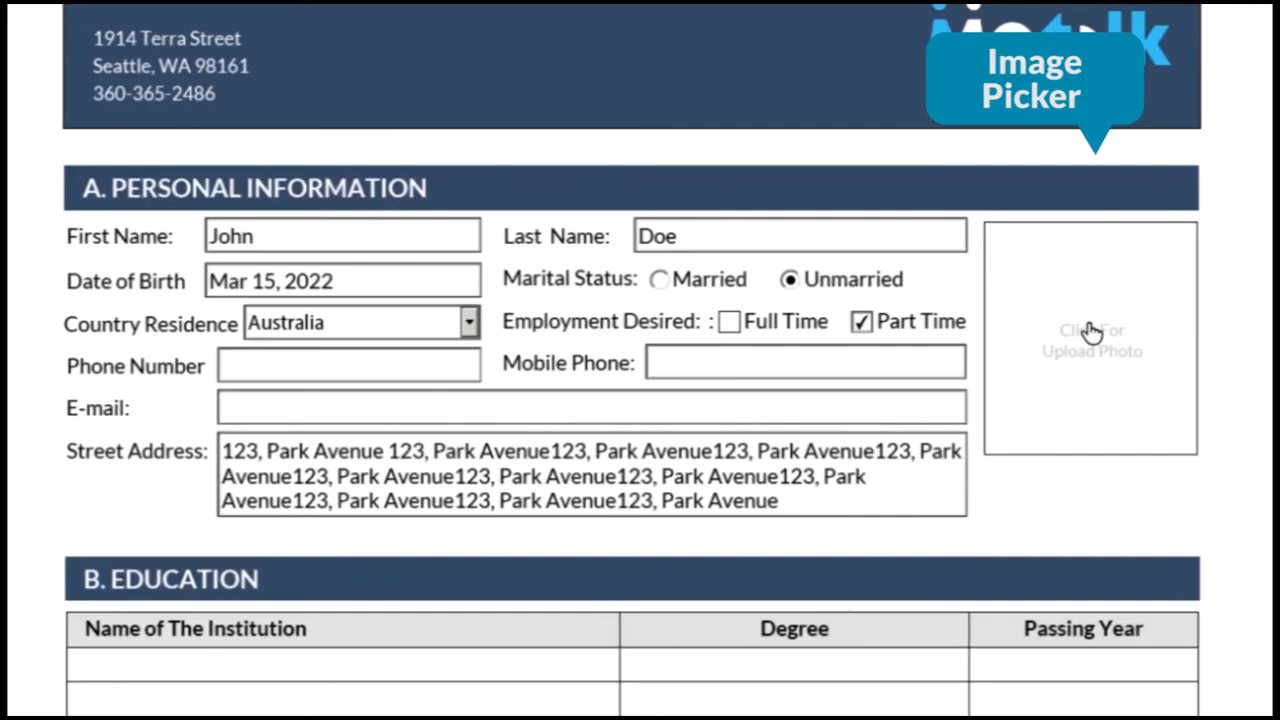 1914 Terra Street
Seattle, WA 98161
360-365-2486
Image
Picker
A. PERSONAL INFORMATION
First Name: John Last Name: Doe
Date of Birth Mar 15, 2022 Marital Status: Married Unmarried
Country Residence Australia Employment Desired: : Full Time Part Time
Click For
Upload Photo
Phone Number Mobile Phone:
E-mail:
Street Address: 123, Park Avenue 123, Park Avenue123, Park Avenue123, Park Avenue123, Park
Avenue123, Park Avenue123, Park Avenue123, Park Avenue123, Park
Avenue123, Park Avenue123, Park Avenue123, Park Avenue
B. EDUCATION
Name of The Institution Degree Passing Year